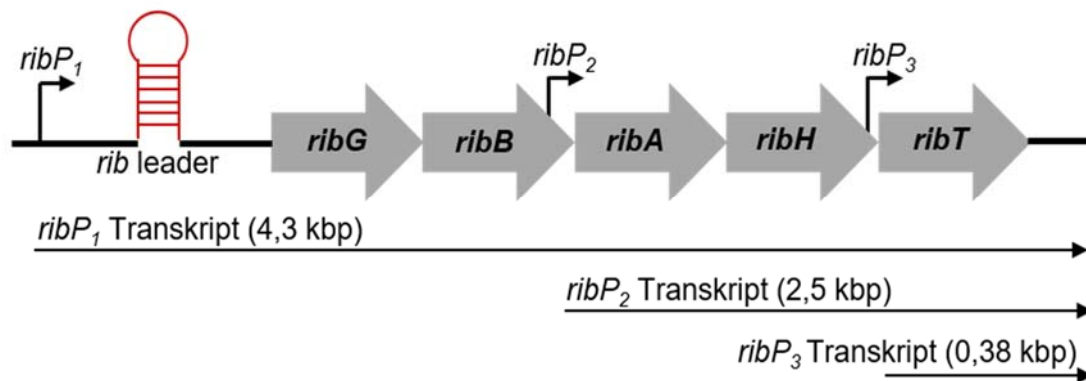 ribP₁
ribP₂
ribP₃
rib leader
ribG
ribB
ribA
ribH
ribT
ribP₁ Transkript (4,3 kbp)
ribP₂ Transkript (2,5 kbp)
ribP₃ Transkript (0,38 kbp)